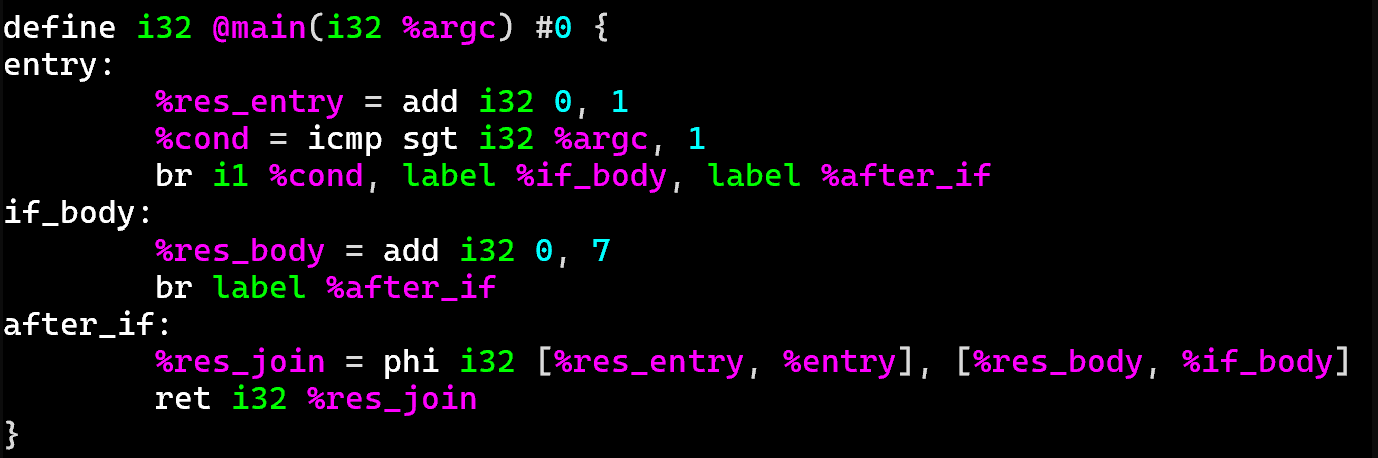 define i32 @main(i32 %argc) #0 {
entry:
        %res_entry = add i32 0, 1
        %cond = icmp sgt i32 %argc, 1
        br i1 %cond, label %if_body, label %after_if
if_body:
        %res_body = add i32 0, 7
        br label %after_if
after_if:
        %res_join = phi i32 [%res_entry, %entry], [%res_body, %if_body]
        ret i32 %res_join
}